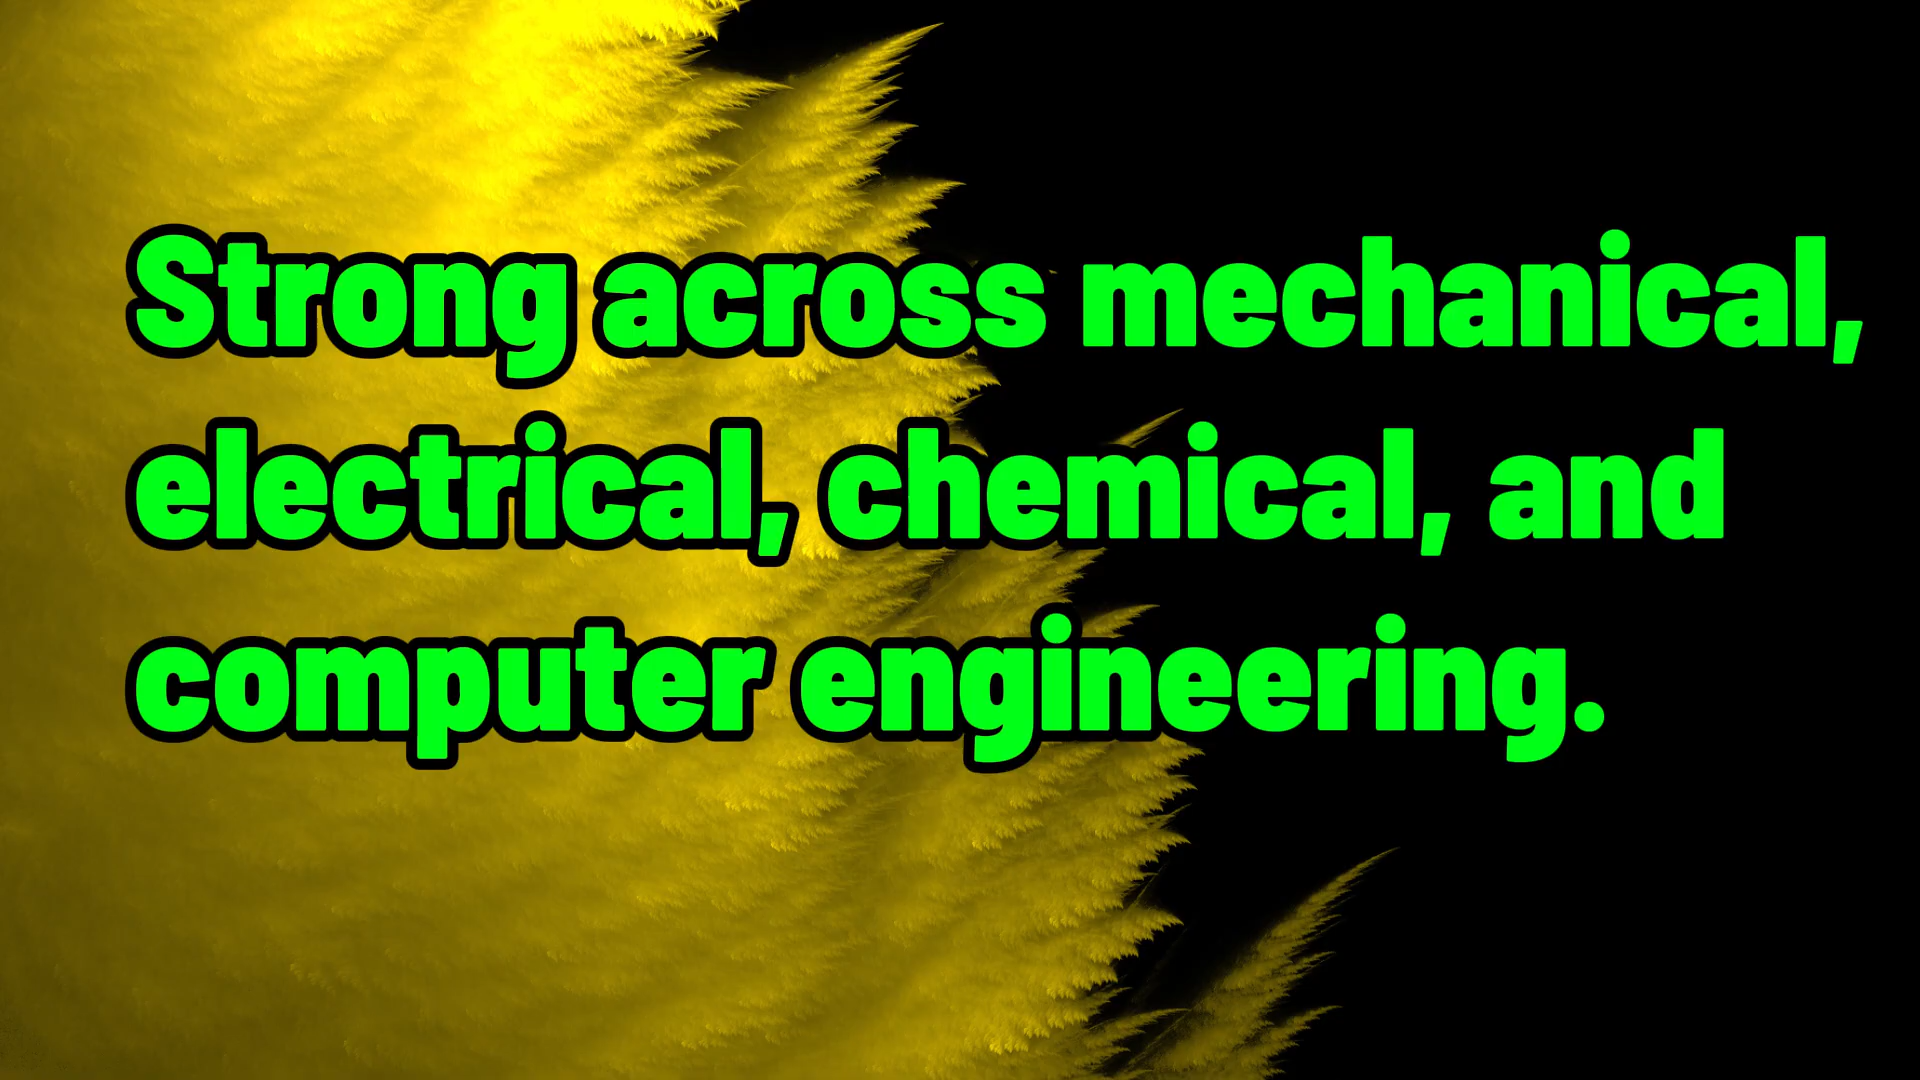 Strong across mechanical,
electrical, chemical, and
computer engineering.